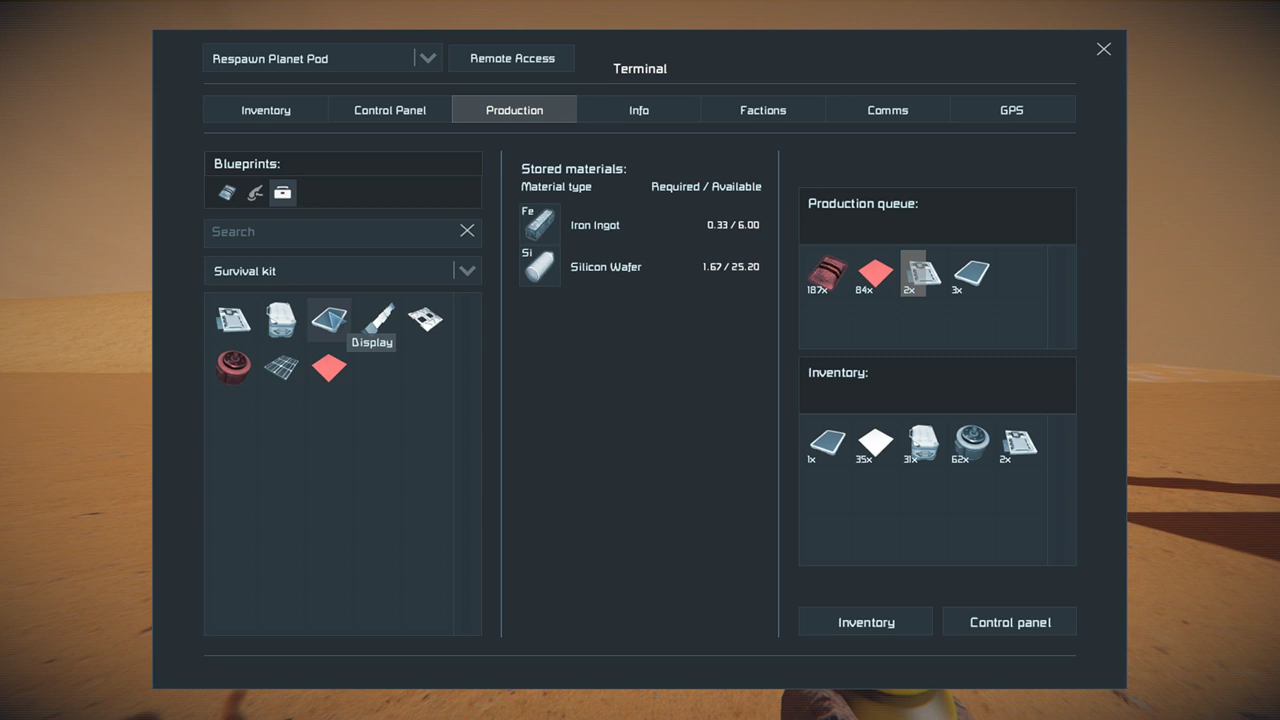 Respawn Planet Pod
Remote Access
Terminal
Inventory
Control Panel
Production
Info
Factions
Comms
GPS
Blueprints:
Search
Survival kit
Display
Stored materials:
Material type
Required / Available
Fe
Iron Ingot
0.33 / 6.00
Si
Silicon Wafer
1.67 / 25.20
Production queue:
187x
84x
2x
3x
Inventory:
1x
35x
31x
62x
2x
Inventory
Control panel